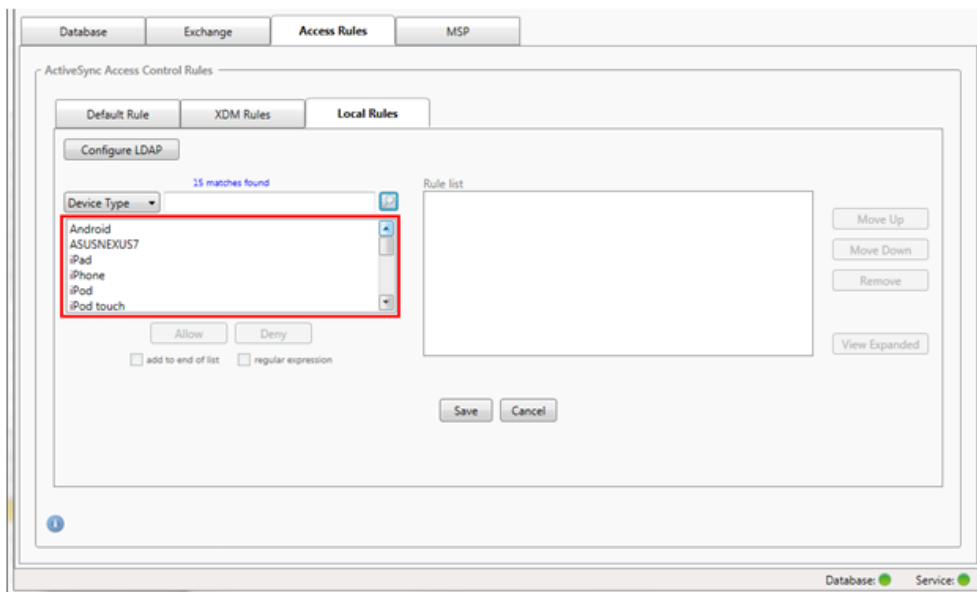 Database Exchange Access Rules MSP
ActiveSync Access Control Rules
Default Rule XDM Rules Local Rules
Configure LDAP
15 matches found
Rule list
Device Type
Android
ASUSNEXUS7
iPad
iPhone
iPod
iPod touch
Move Up
Move Down
Remove
Allow Deny
View Expanded
add to end of list regular expression
Save Cancel
Database: Service: